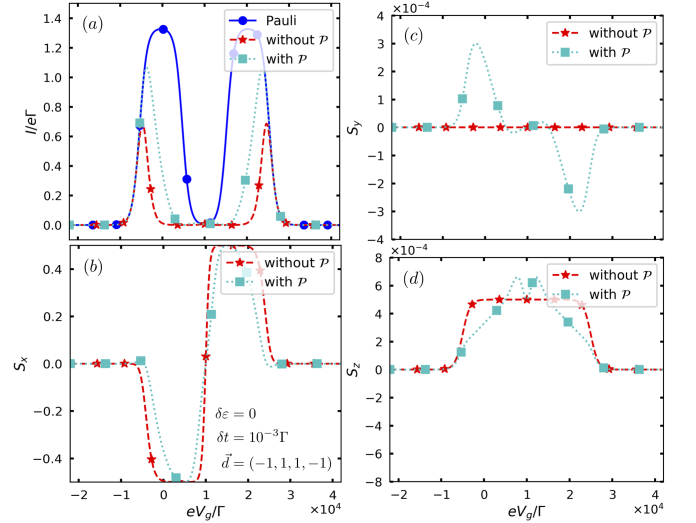 (a)
Pauli
without P
with P
I/eΓ
1.4
1.2
1.0
0.8
0.6
0.4
0.2
0.0
(c)
without P
with P
×10⁻⁴
S_y
4
3
2
1
0
−1
−2
−3
−4
(b)
without P
with P
S_x
0.4
0.2
0.0
−0.2
−0.4
δε = 0
δt = 10⁻³Γ
d⃗ = (−1, 1, 1, −1)
−2 −1 0 1 2 3 4
eV_g/Γ ×10⁴
(d)
without P
with P
×10⁻⁴
S_z
8
6
4
2
0
−2
−4
−6
−8
−2 −1 0 1 2 3 4
eV_g/Γ ×10⁴